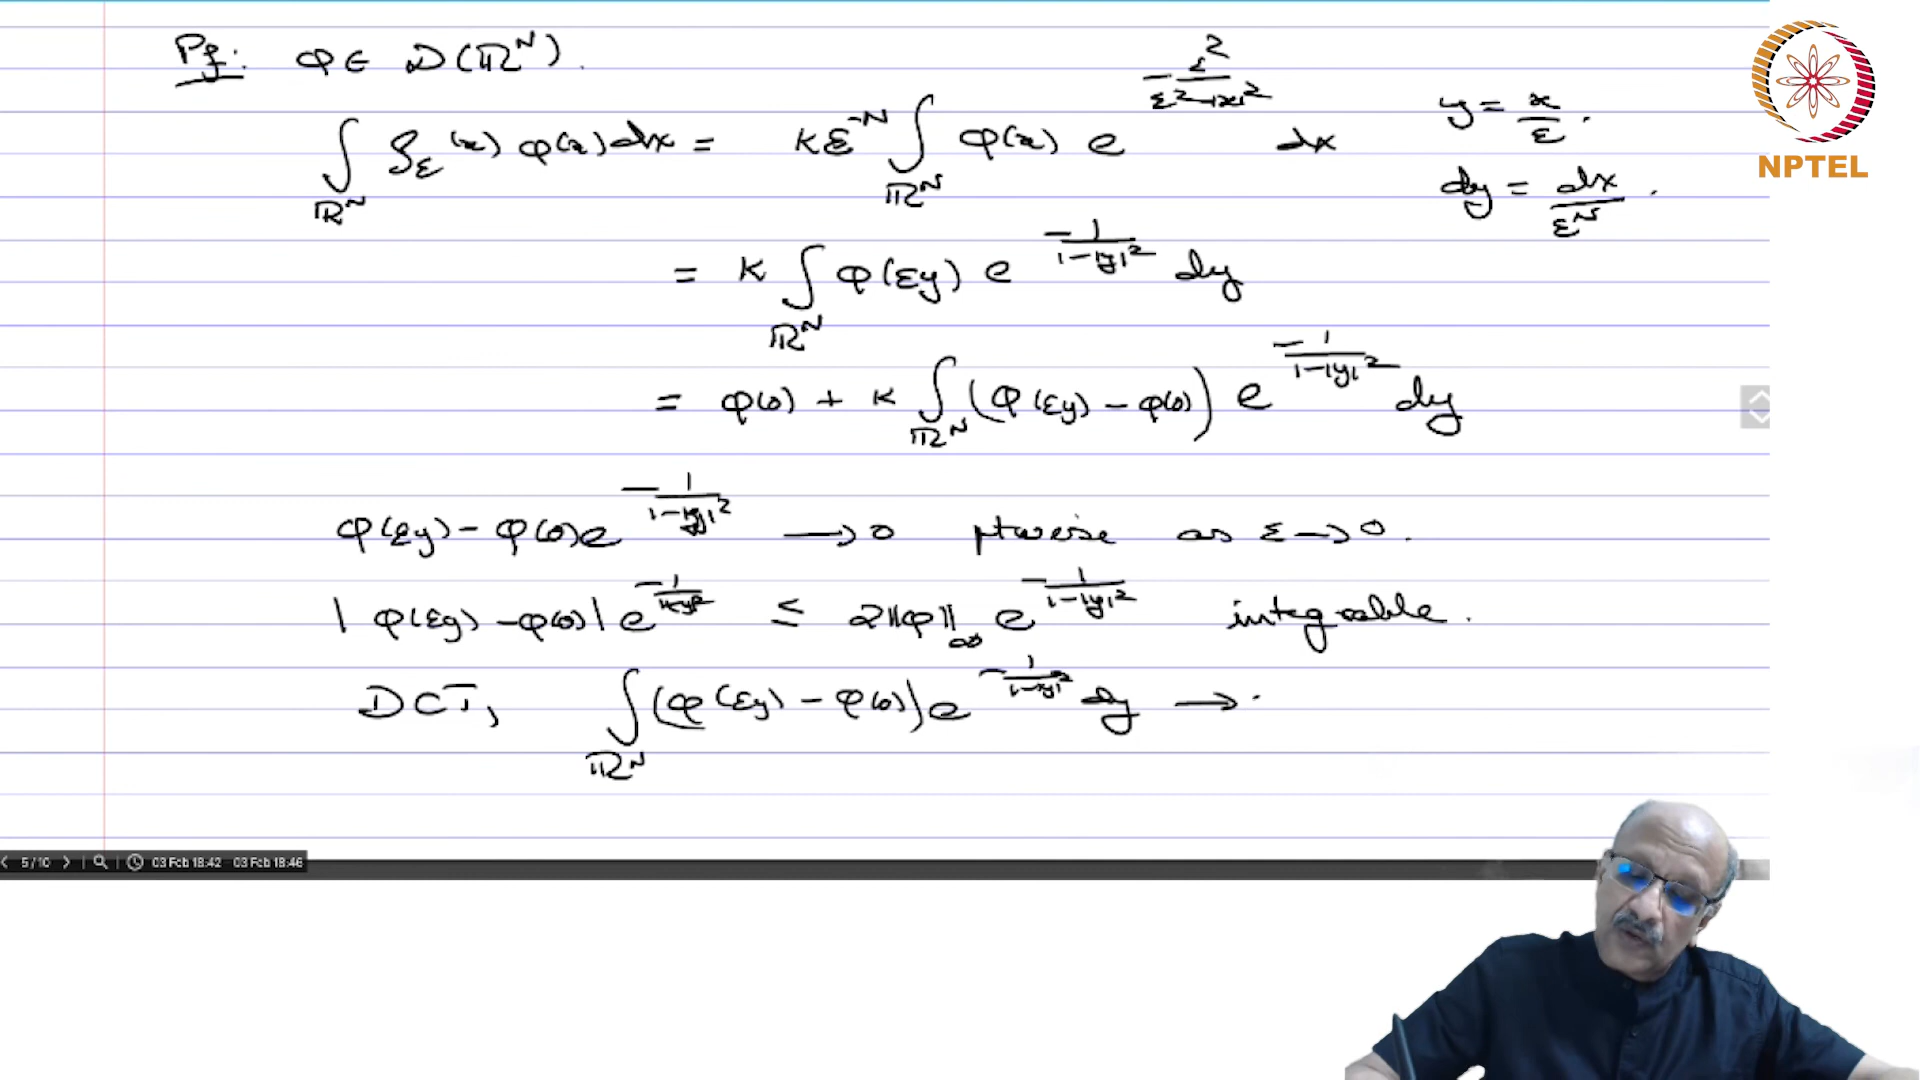 Pf: φ ∈ D(ℝ^N).
∫_{ℝ^N} ρ_ε(x) φ(x) dx = kε^{-N} ∫_{ℝ^N} φ(x) e^{-ε²/(ε²-|x|²)} dx
y = x/ε.
dy = dx/ε^N.
= k ∫_{ℝ^N} φ(εy) e^{-1/(1-|y|²)} dy
= φ(0) + k ∫_{ℝ^N} (φ(εy) - φ(0)) e^{-1/(1-|y|²)} dy
φ(εy) - φ(0) e^{-1/(1-|y|²)} → 0 ptwise as ε → 0.
|φ(εy) - φ(0)| e^{-1/(1-|y|²)} ≤ 2‖φ‖_∞ e^{-1/(1-|y|²)} integrable.
DCT, ∫_{ℝ^N} (φ(εy) - φ(0)) e^{-1/(1-|y|²)} dy →
NPTEL
5/10
03 Feb 18:42 - 03 Feb 18:46